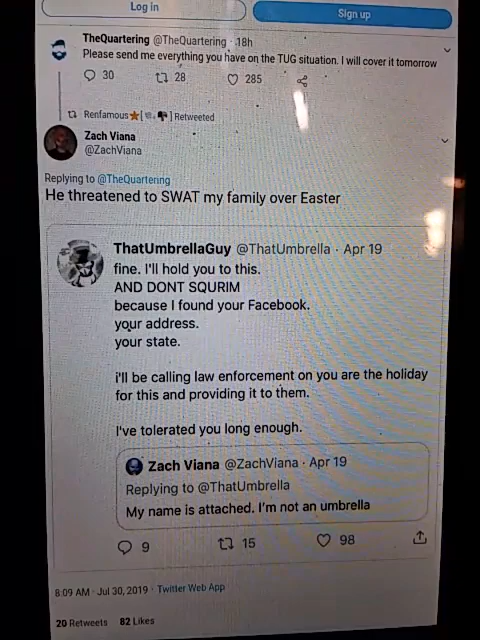 Log in
Sign up
TheQuartering @TheQuartering · 18h
Please send me everything you have on the TUG situation. I will cover it tomorrow
30 28 285
Renfamous Retweeted
Zach Viana
@ZachViana
Replying to @TheQuartering
He threatened to SWAT my family over Easter
ThatUmbrellaGuy @ThatUmbrella · Apr 19
fine. I'll hold you to this.
AND DONT SQURIM
because I found your Facebook.
your address.
your state.
i'll be calling law enforcement on you are the holiday
for this and providing it to them.
I've tolerated you long enough.
Zach Viana @ZachViana · Apr 19
Replying to @ThatUmbrella
My name is attached. I'm not an umbrella
9 15 98
8:09 AM · Jul 30, 2019 · Twitter Web App
20 Retweets 82 Likes